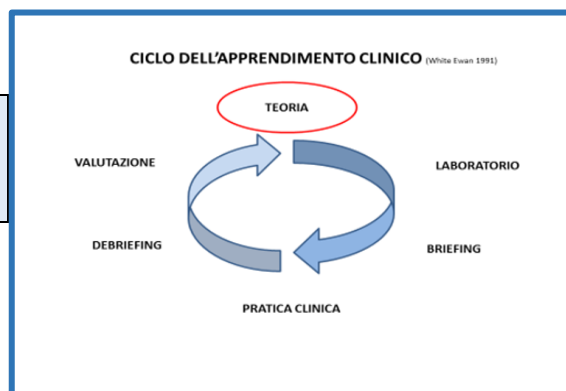 CICLO DELL'APPRENDIMENTO CLINICO (White Ewan 1991)
TEORIA
VALUTAZIONE
LABORATORIO
DEBRIEFING
BRIEFING
PRATICA CLINICA